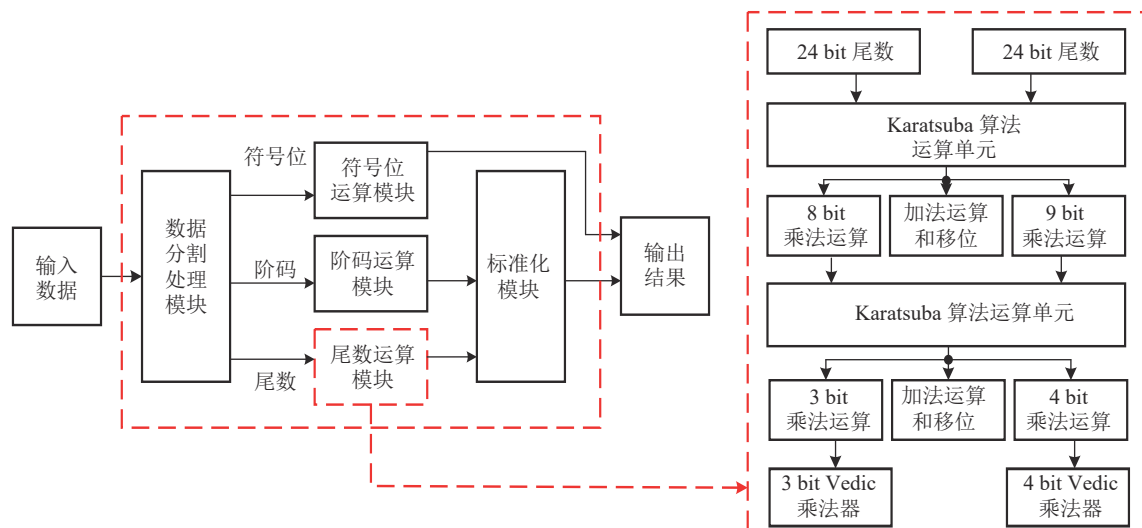 输入
数据
数据
分割
处理
模块
符号位
阶码
尾数
符号位
运算模块
阶码运算
模块
尾数运算
模块
标准化
模块
输出
结果
24 bit 尾数
24 bit 尾数
Karatsuba 算法
运算单元
8 bit
乘法运算
加法运算
和移位
9 bit
乘法运算
Karatsuba 算法运算单元
3 bit
乘法运算
加法运算
和移位
4 bit
乘法运算
3 bit Vedic
乘法器
4 bit Vedic
乘法器